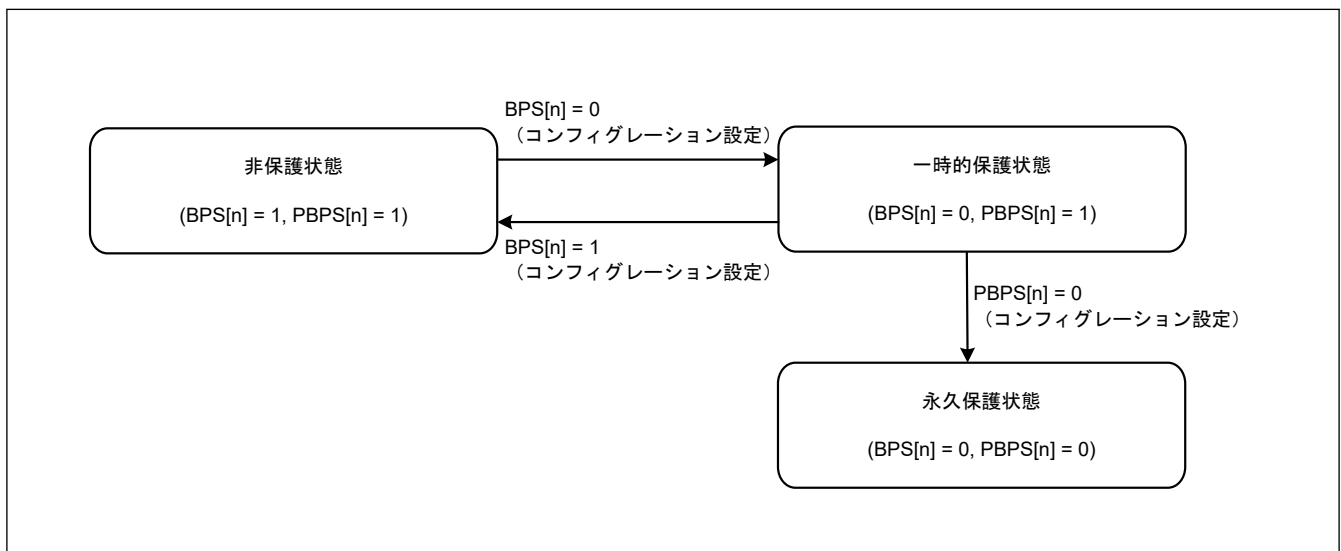 BPS[n] = 0
（コンフィグレーション設定）
非保護状態
(BPS[n] = 1, PBPS[n] = 1)
一時的保護状態
(BPS[n] = 0, PBPS[n] = 1)
BPS[n] = 1
（コンフィグレーション設定）
PBPS[n] = 0
（コンフィグレーション設定）
永久保護状態
(BPS[n] = 0, PBPS[n] = 0)